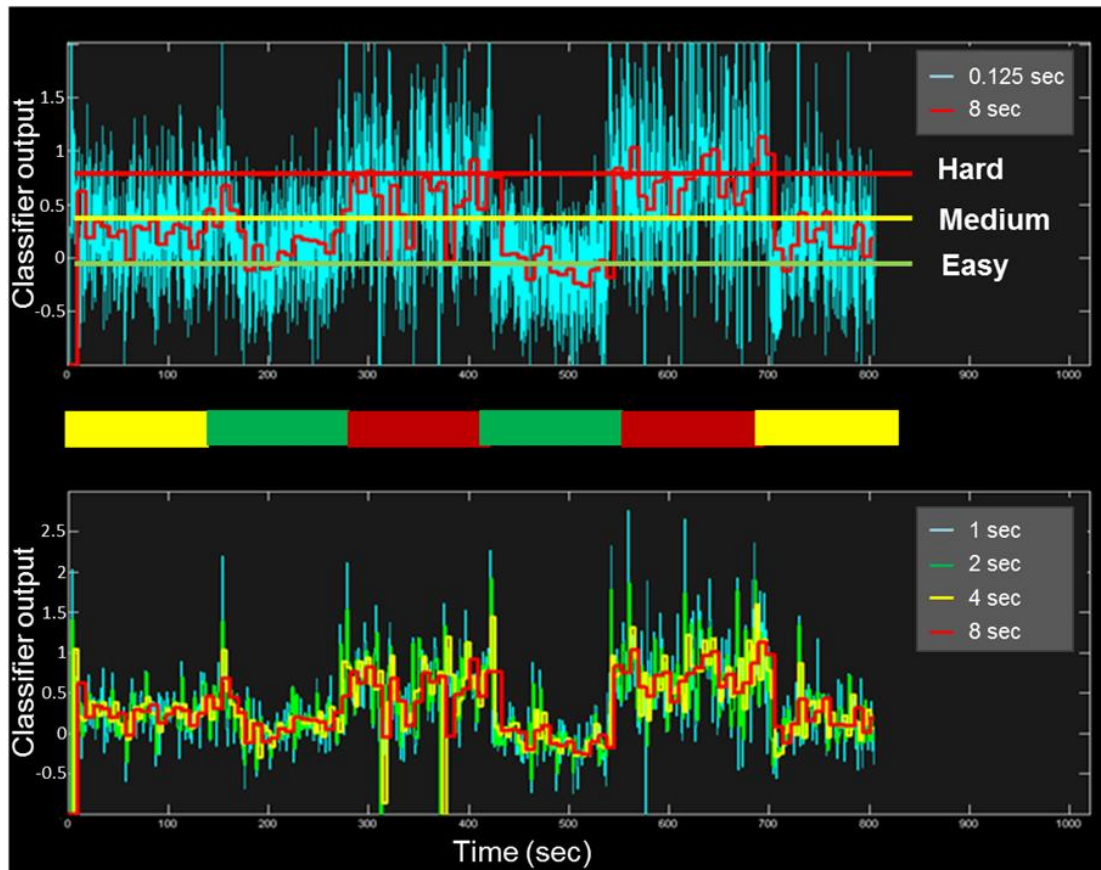 Classifier output
1.5
1
0.5
0
-0.5
0.125 sec
8 sec
Hard
Medium
Easy
0 100 200 300 400 500 600 700 800 900 1000
Classifier output
2.5
2
1.5
1
0.5
0
-0.5
1 sec
2 sec
4 sec
8 sec
0 100 200 300 400 500 600 700 800 900 1000
Time (sec)